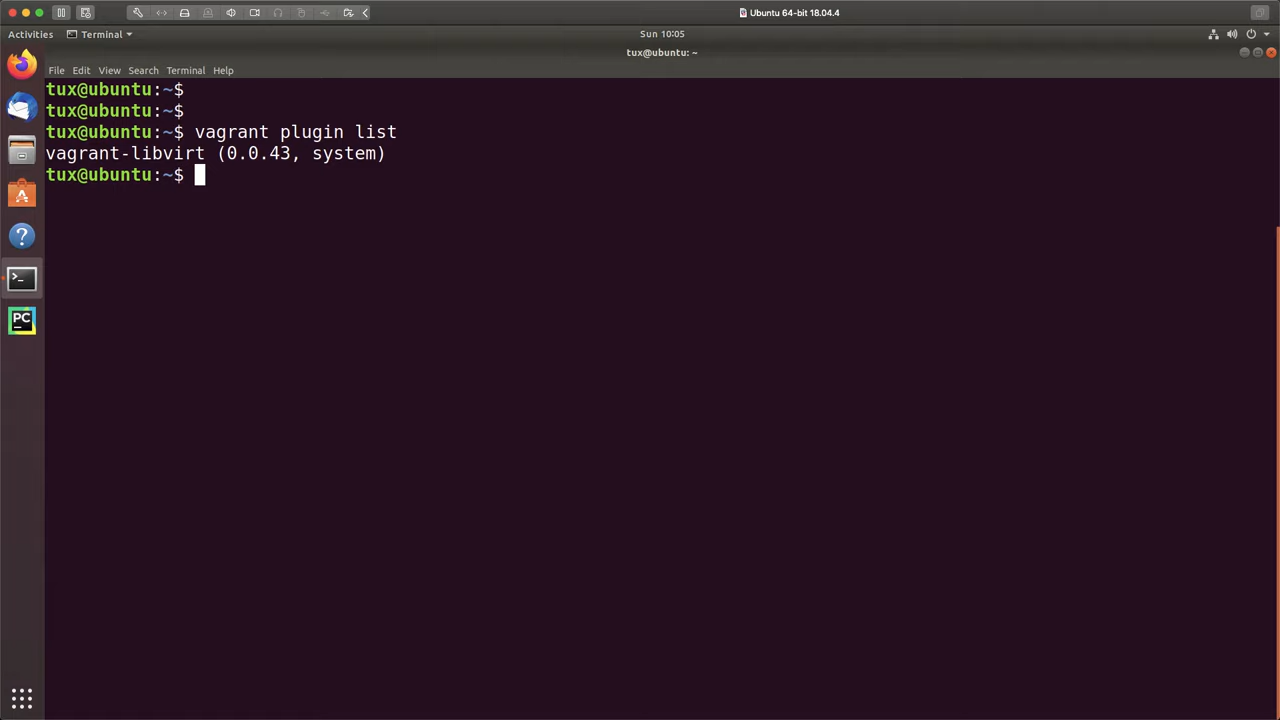 Ubuntu 64-bit 18.04.4
Activities Terminal Sun 10:05
tux@ubuntu: ~
File Edit View Search Terminal Help
tux@ubuntu:~$
tux@ubuntu:~$
tux@ubuntu:~$ vagrant plugin list
vagrant-libvirt (0.0.43, system)
tux@ubuntu:~$
PC